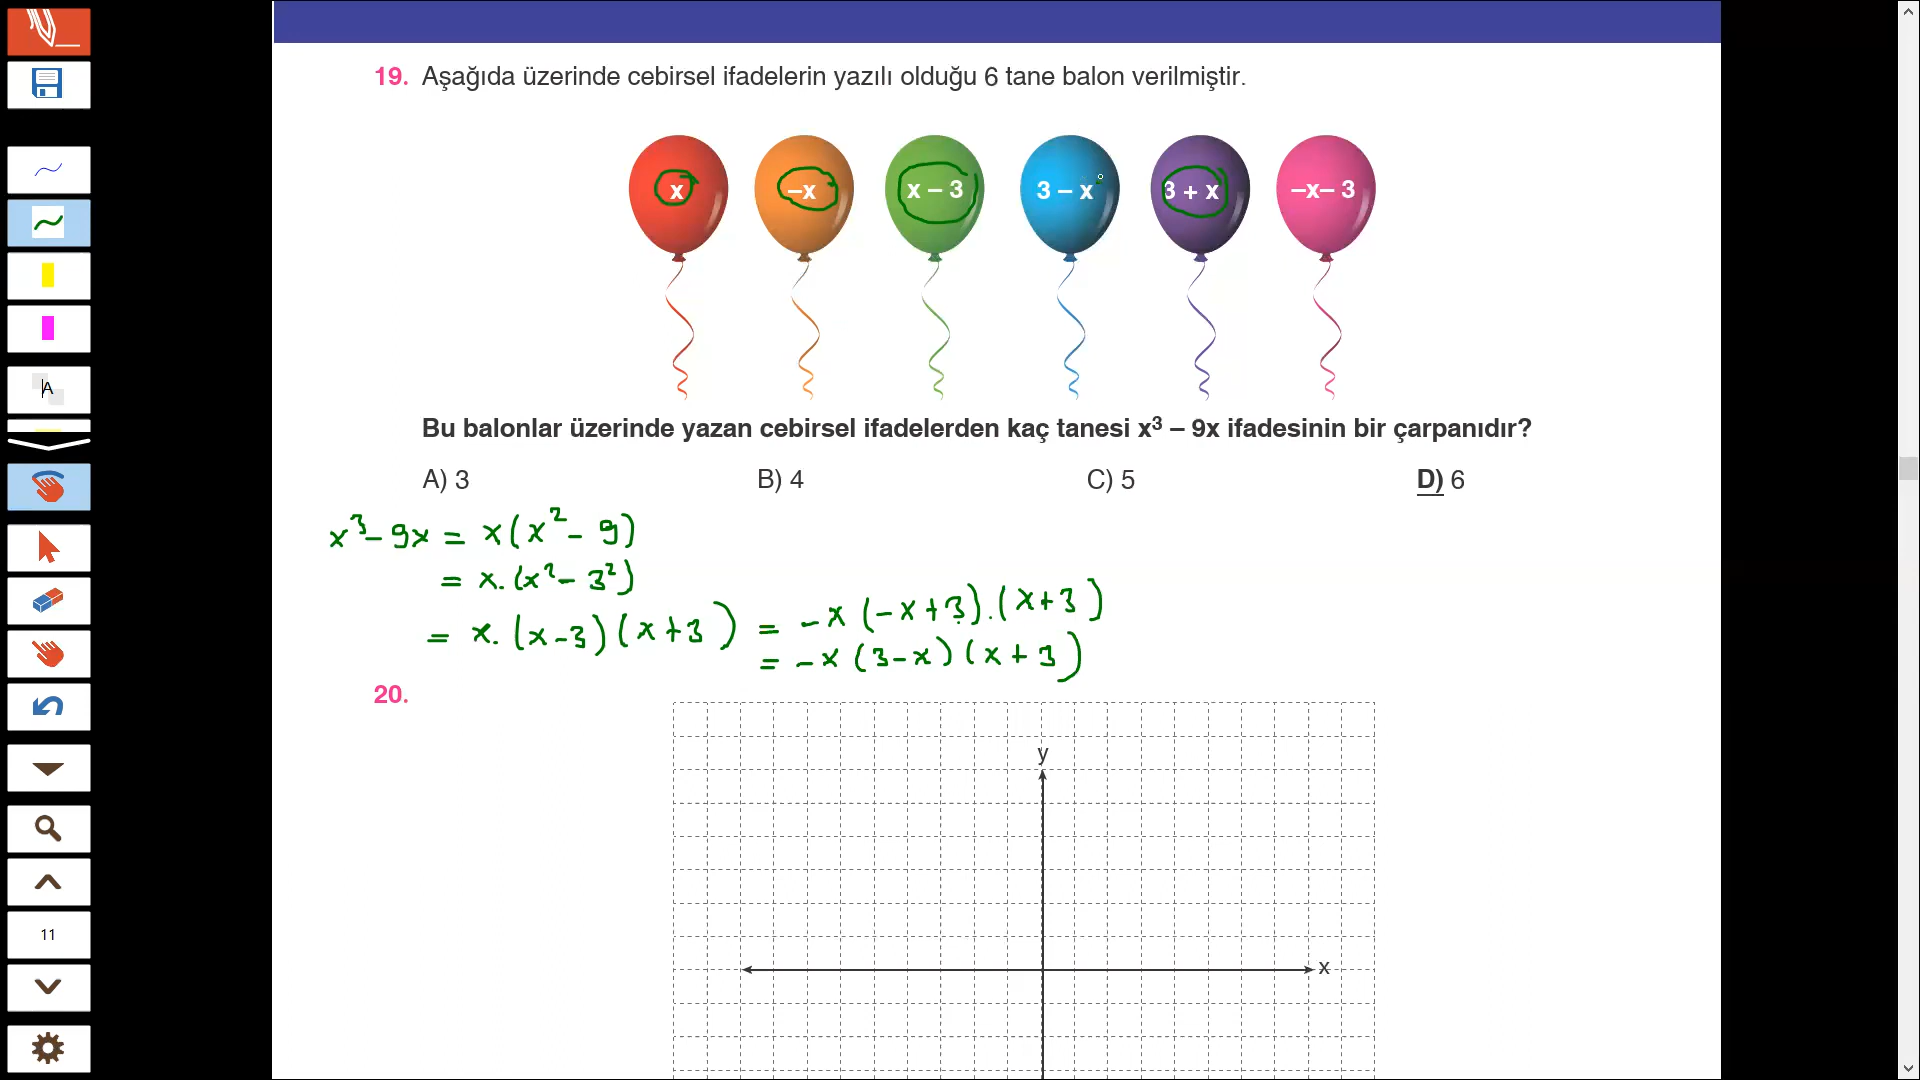 19. Aşağıda üzerinde cebirsel ifadelerin yazılı olduğu 6 tane balon verilmiştir.
x –x x – 3 3 – x 3 + x –x– 3
Bu balonlar üzerinde yazan cebirsel ifadelerden kaç tanesi x³ – 9x ifadesinin bir çarpanıdır?
A) 3 B) 4 C) 5 D) 6
x³ – 9x = x(x² – 9)
= x.(x² – 3²)
= x.(x–3)(x+3) = –x(–x+3).(x+3)
= –x(3–x)(x+3)
20.
y
x
A
11